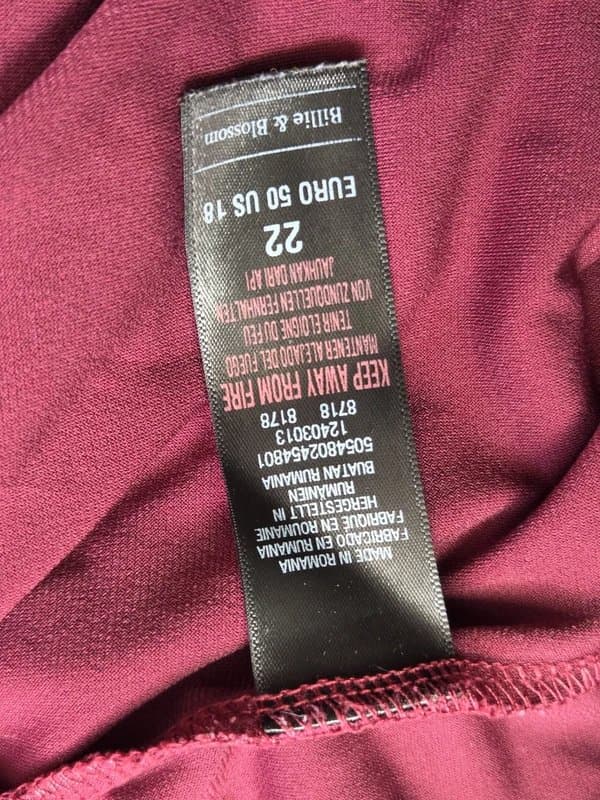 Billie & Blossom
EURO 50 US 18
22
JAUHKAN DARI API
VON ZUNDQUELLEN FERNHALTEN
TENIR ELOIGNE DU FEU
MANTENER ALEJADO DEL FUEGO
KEEP AWAY FROM FIRE
8718 8178
12403013
5054802454801
BUATAN RUMANIA
RUMÄNIEN
HERGESTELLT IN
FABRIQUÉ EN ROUMANIE
FABRICADO EN RUMANIA
MADE IN ROMANIA